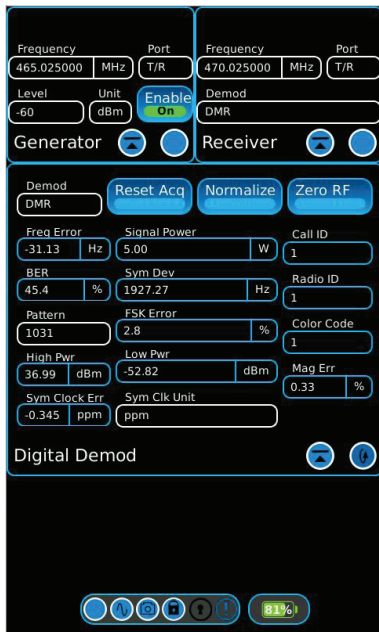 Frequency Port
465.025000 MHz T/R
Level Unit Enable
-60 dBm On
Generator
Frequency Port
470.025000 MHz T/R
Demod
DMR
Receiver
Demod Reset Acq Normalize Zero RF
DMR
Freq Error Signal Power Call ID
-31.13 Hz 5.00 W 1
BER Sym Dev Radio ID
45.4 % 1927.27 Hz 1
Pattern FSK Error Color Code
1031 2.8 % 1
High Pwr Low Pwr Mag Err
36.99 dBm -52.82 dBm 0.33 %
Sym Clock Err Sym Clk Unit
-0.345 ppm ppm
Digital Demod
81%